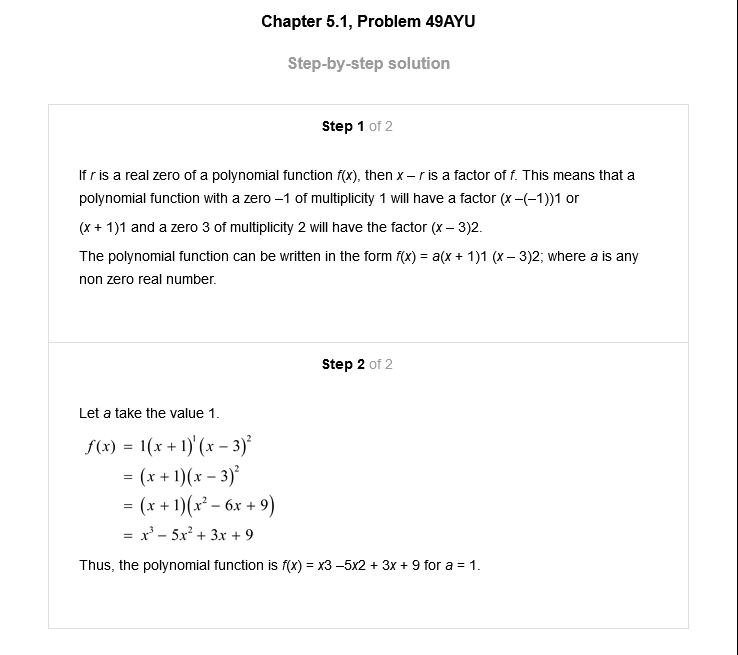 Chapter 5.1, Problem 49AYU
Step-by-step solution
Step 1 of 2
If r is a real zero of a polynomial function f(x), then x – r is a factor of f. This means that a
polynomial function with a zero –1 of multiplicity 1 will have a factor (x –(–1))1 or
(x + 1)1 and a zero 3 of multiplicity 2 will have the factor (x – 3)2.
The polynomial function can be written in the form f(x) = a(x + 1)1 (x – 3)2; where a is any
non zero real number.
Step 2 of 2
Let a take the value 1.
f(x) = 1(x + 1)¹(x – 3)²
= (x + 1)(x – 3)²
= (x + 1)(x² – 6x + 9)
= x³ – 5x² + 3x + 9
Thus, the polynomial function is f(x) = x3 –5x2 + 3x + 9 for a = 1.